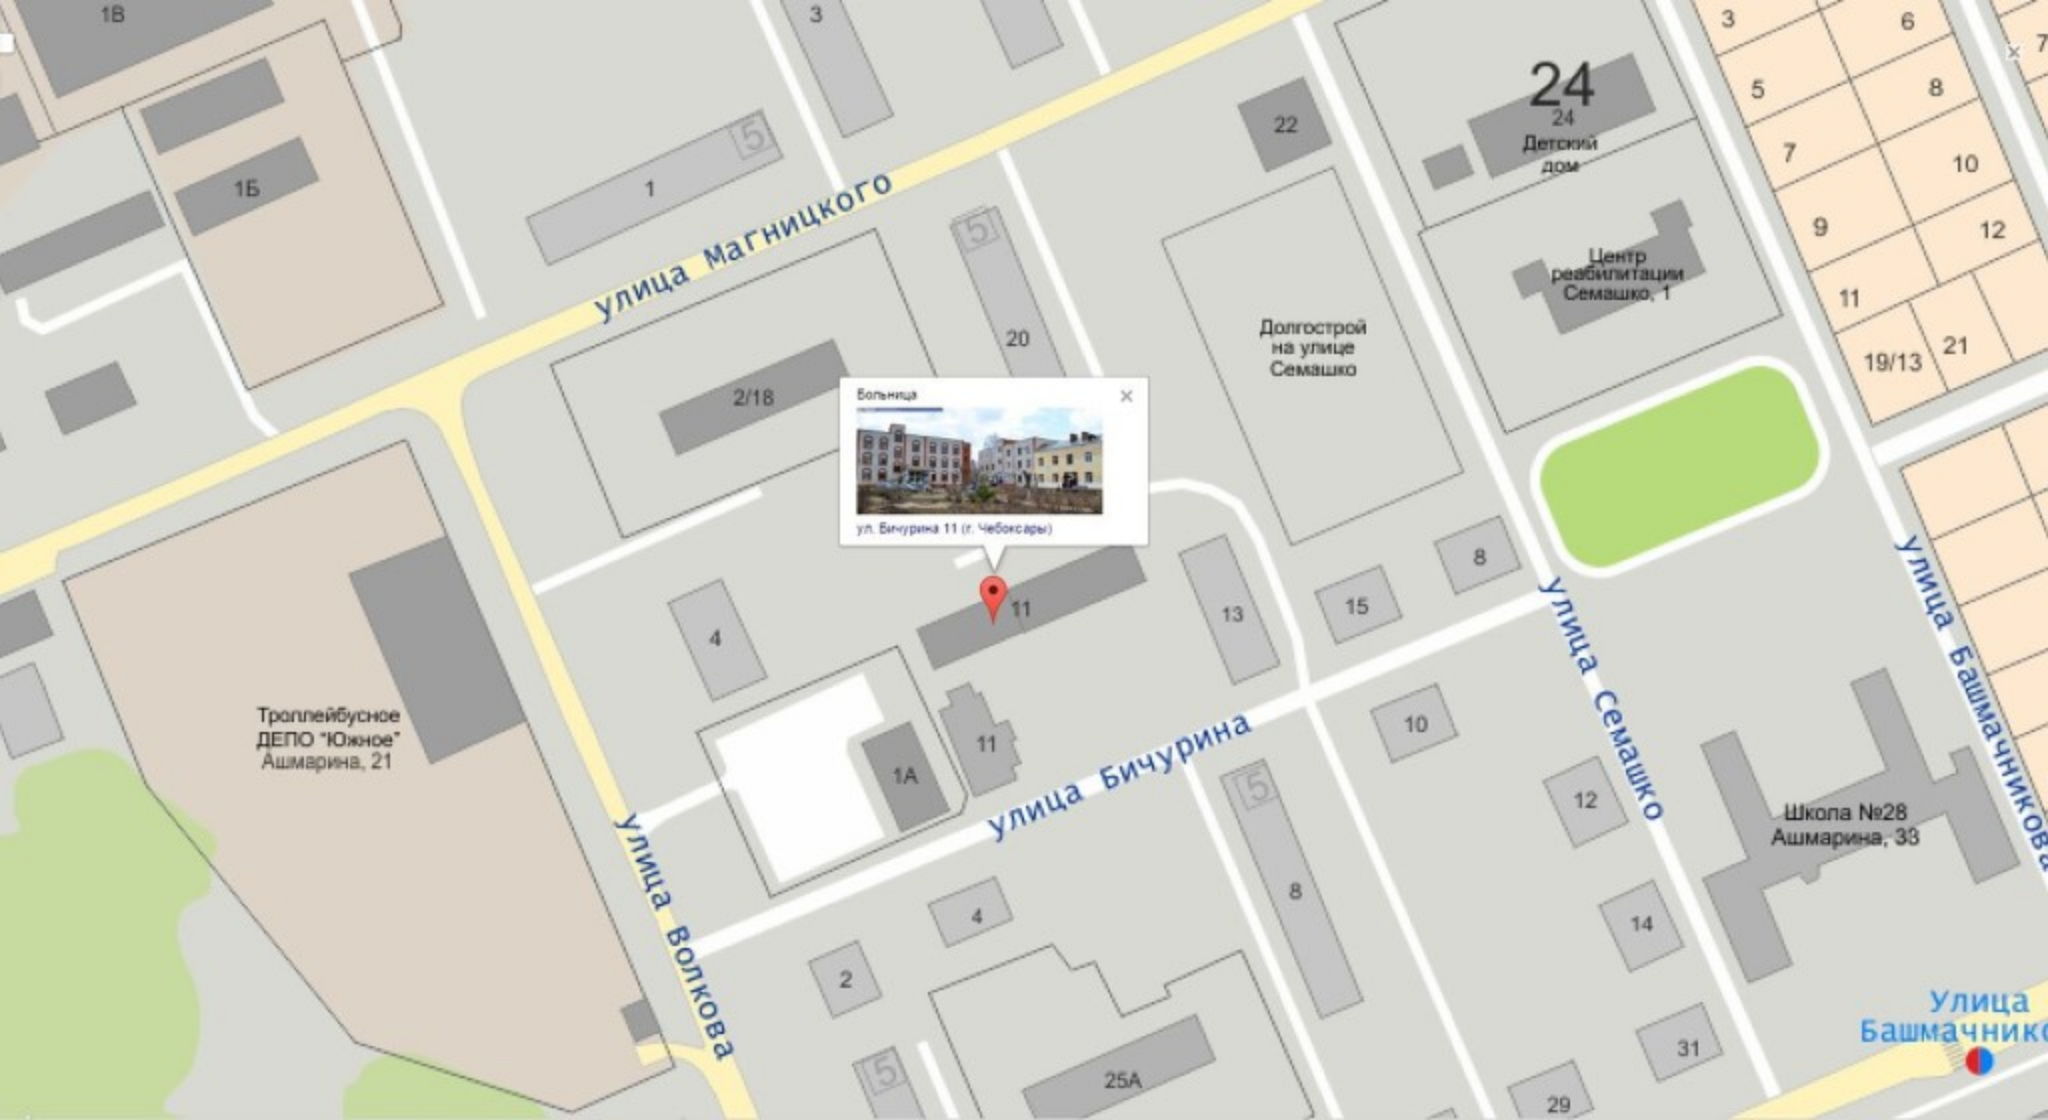 1В
3
3
6
7
5
8
24
24
Детский
дом
22
5
1
1Б
7
10
улица Магницкого
5
9
12
Центр
реабилитации
Семашко, 1
11
20
Долгострой
на улице
Семашко
19/13
21
2/18
Больница
ул. Бичурина 11 (г. Чебоксары)
8
15
11
13
4
улица Семашко
улица Башмачникова
Троллейбусное
ДЕПО "Южное"
Ашмарина, 21
10
11
1А
улица Бичурина
5
12
Школа №28
Ашмарина, 33
улица Волкова
8
4
14
2
Улица
31
5
25А
29